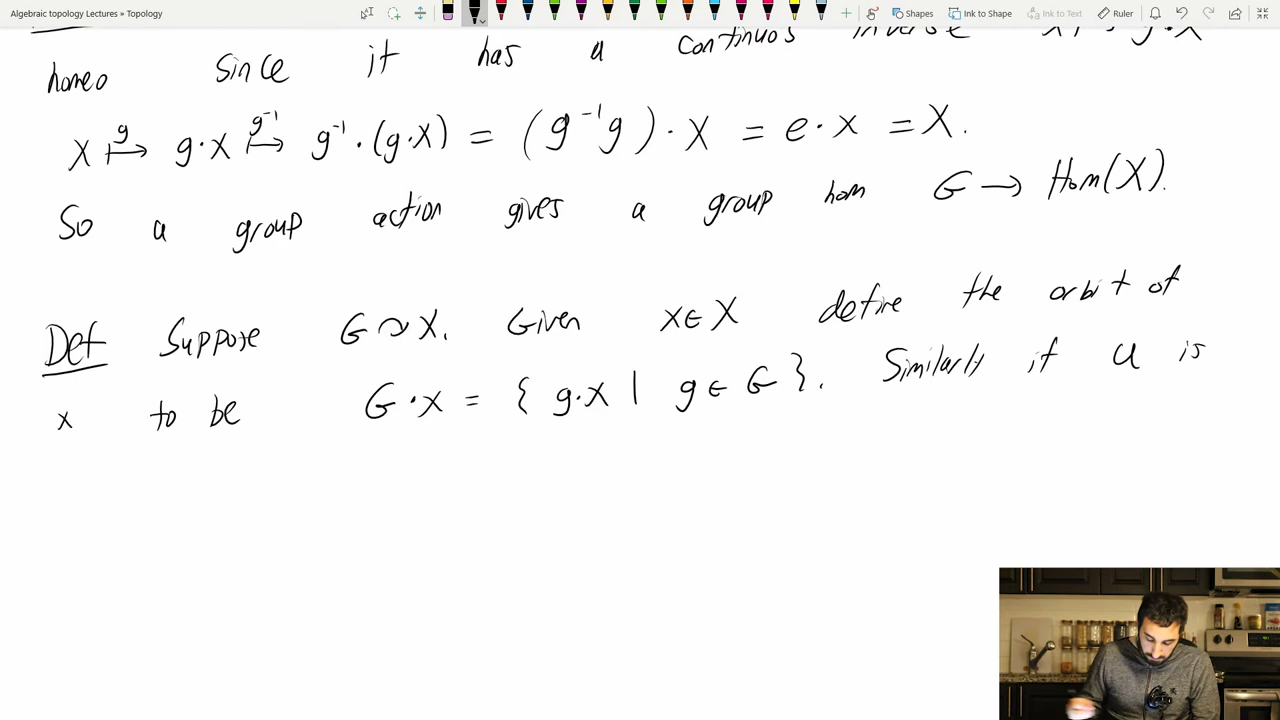 Algebraic topology Lectures » Topology
Shapes Ink to Shape Ink to Text Ruler
homeo since it has a continuos inverse
X ↦^g g·X ↦^g⁻¹ g⁻¹·(g·X) = (g⁻¹g)·X = e·x = X.
So a group action gives a group hom G → Hom(X).
Def Suppose G ↷ X. Given x∈X define the orbit of
x to be G·x = { g·x | g ∈ G }. Similarly if U is